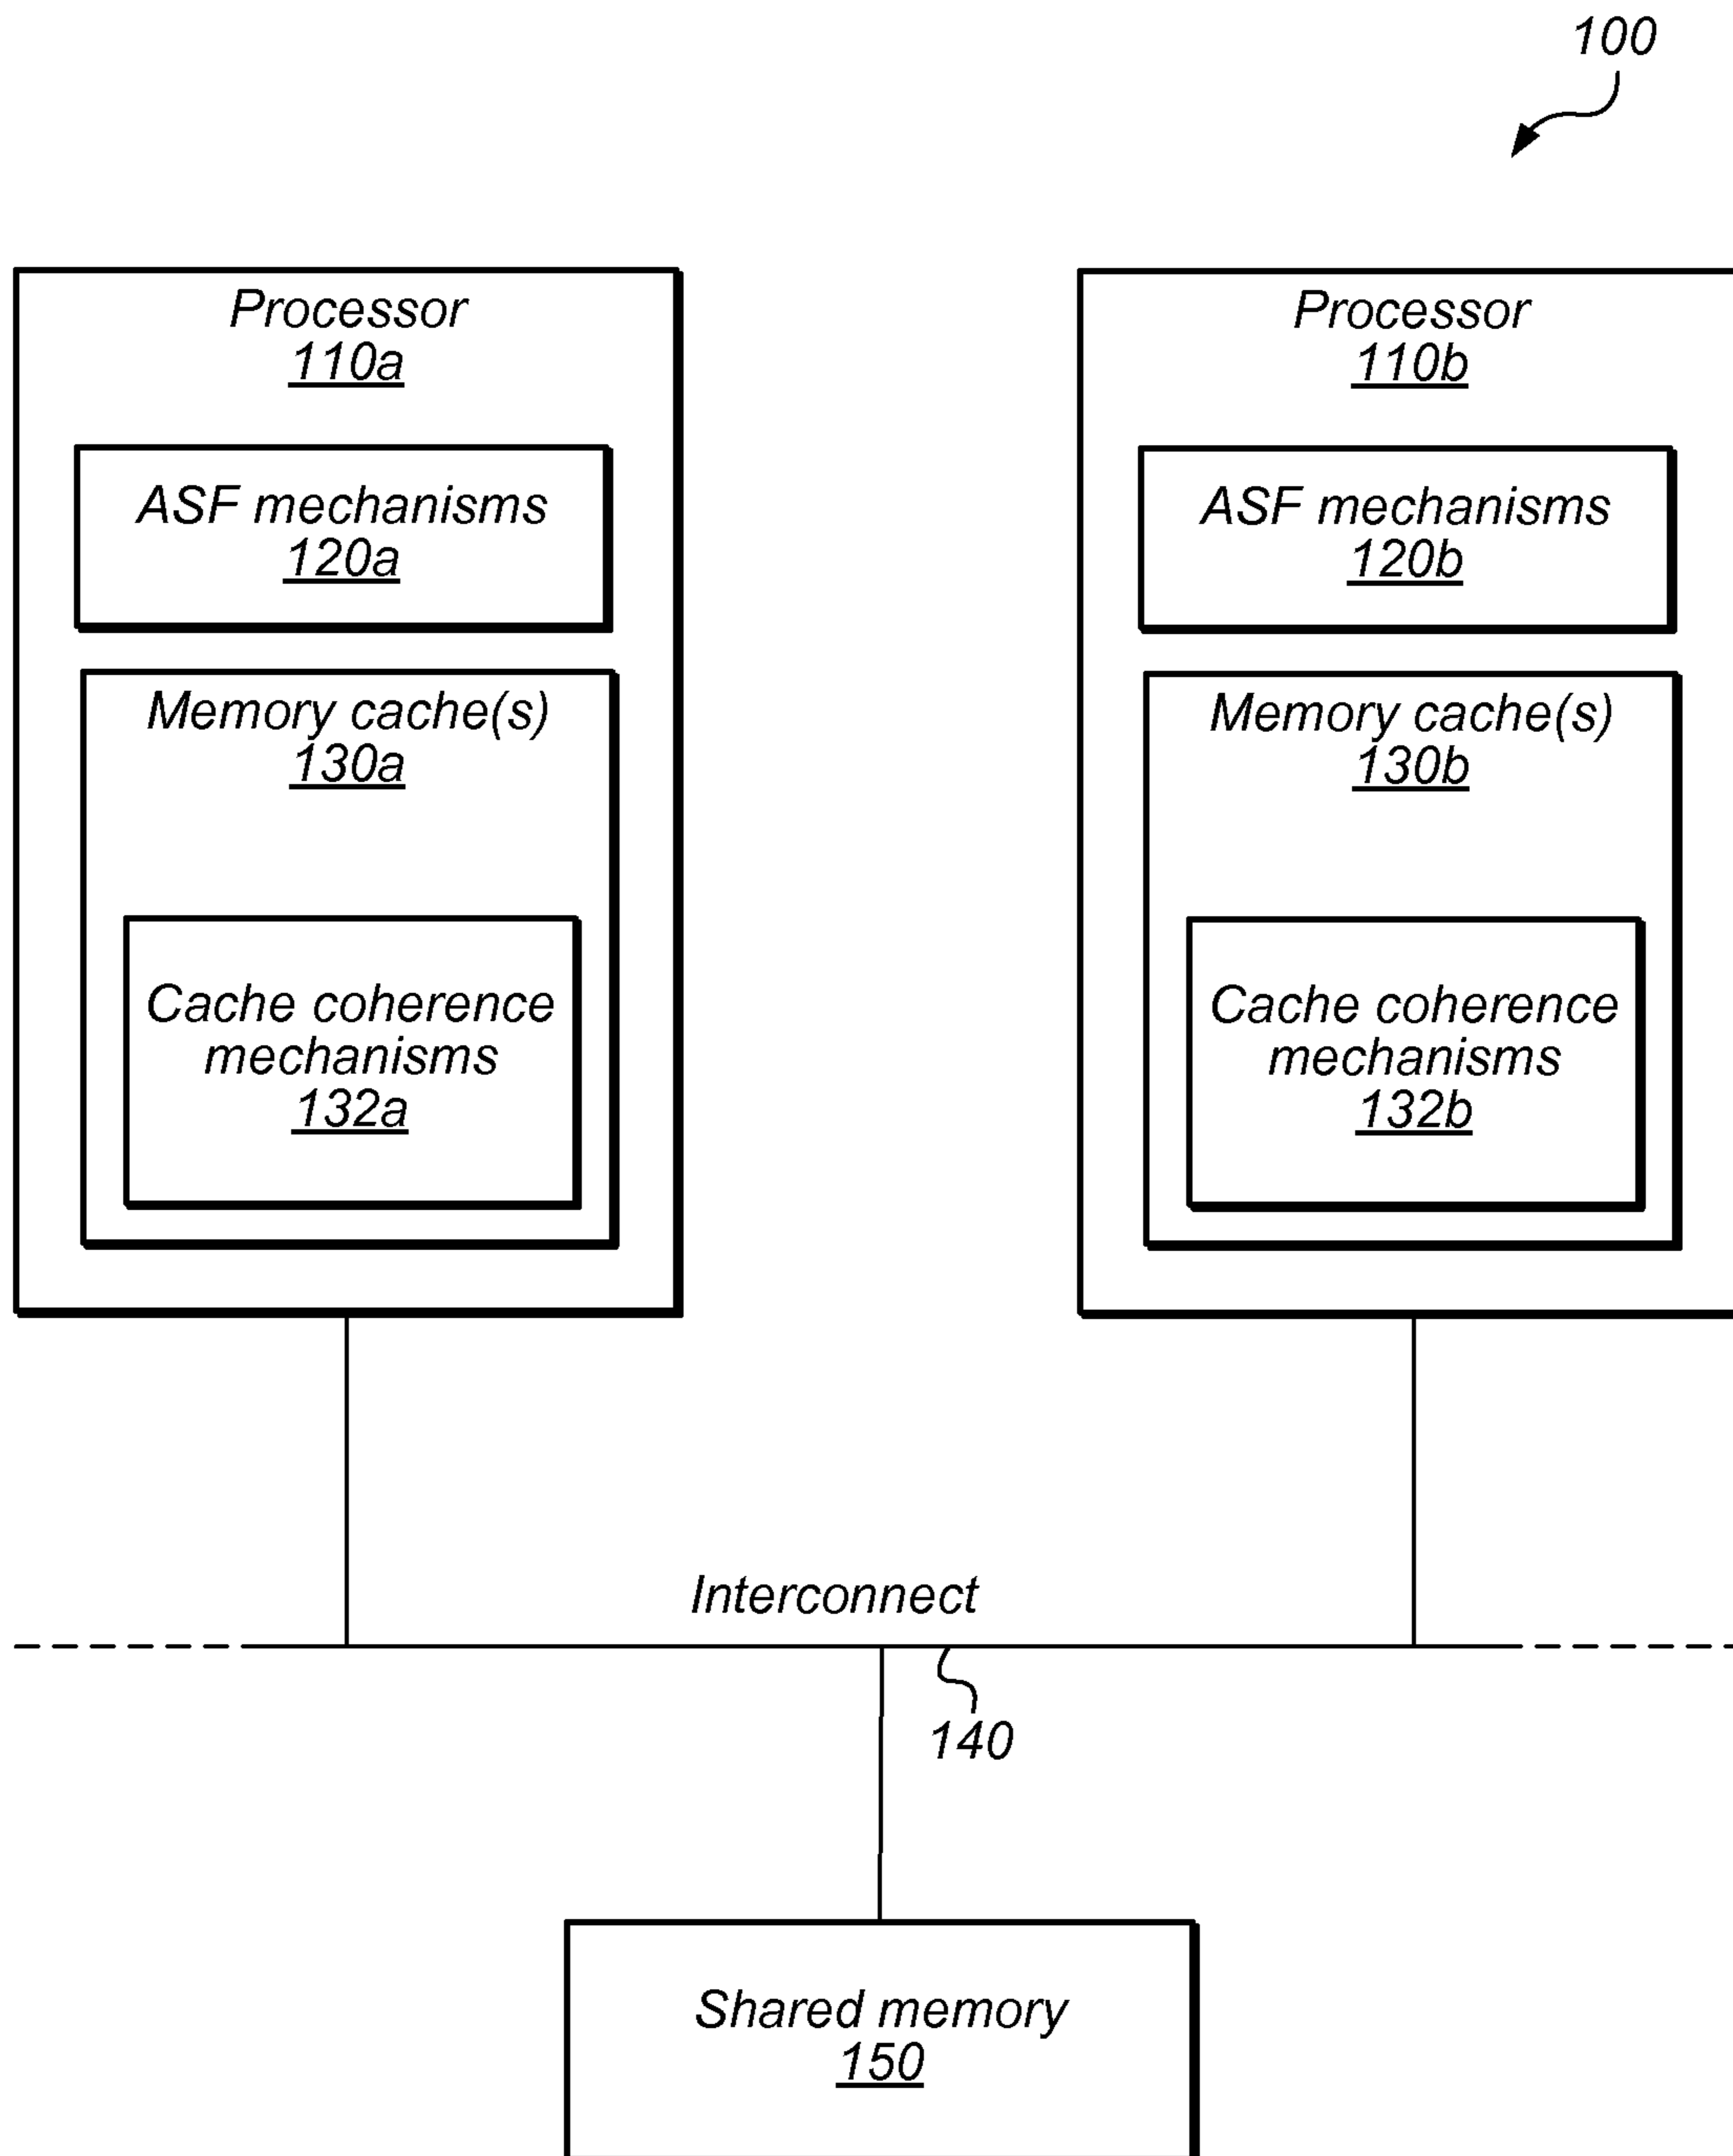 100
Processor
110a
ASF mechanisms
120a
Memory cache(s)
130a
Cache coherence
mechanisms
132a
Processor
110b
ASF mechanisms
120b
Memory cache(s)
130b
Cache coherence
mechanisms
132b
Interconnect
140
Shared memory
150